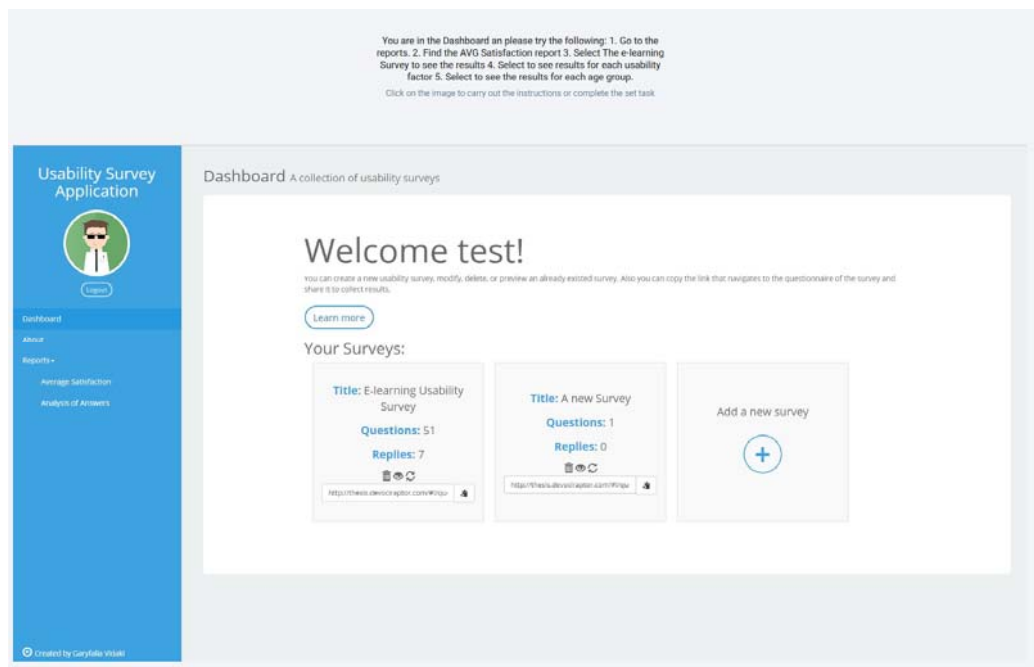 You are in the Dashboard an please try the following: 1. Go to the
reports. 2. Find the AVG Satisfaction report 3. Select The e-learning
Survey to see the results 4. Select to see results for each usability
factor 5. Select to see the results for each age group.
Click on the image to carry out the instructions or complete the set task
Usability Survey
Application
Logout
Dashboard
About
Reports
Average Satisfaction
Analysis of Answers
Created by Garyfalia Vidaki
Dashboard A collection of usability surveys
Welcome test!
You can create a new usability survey, modify, delete, or preview an already existed survey. Also you can copy the link that navigates to the questionnaire of the survey and
share it to collect results.
Learn more
Your Surveys:
Title: E-learning Usability
Survey
Questions: 51
Replies: 7
Title: A new Survey
Questions: 1
Replies: 0
Add a new survey
+